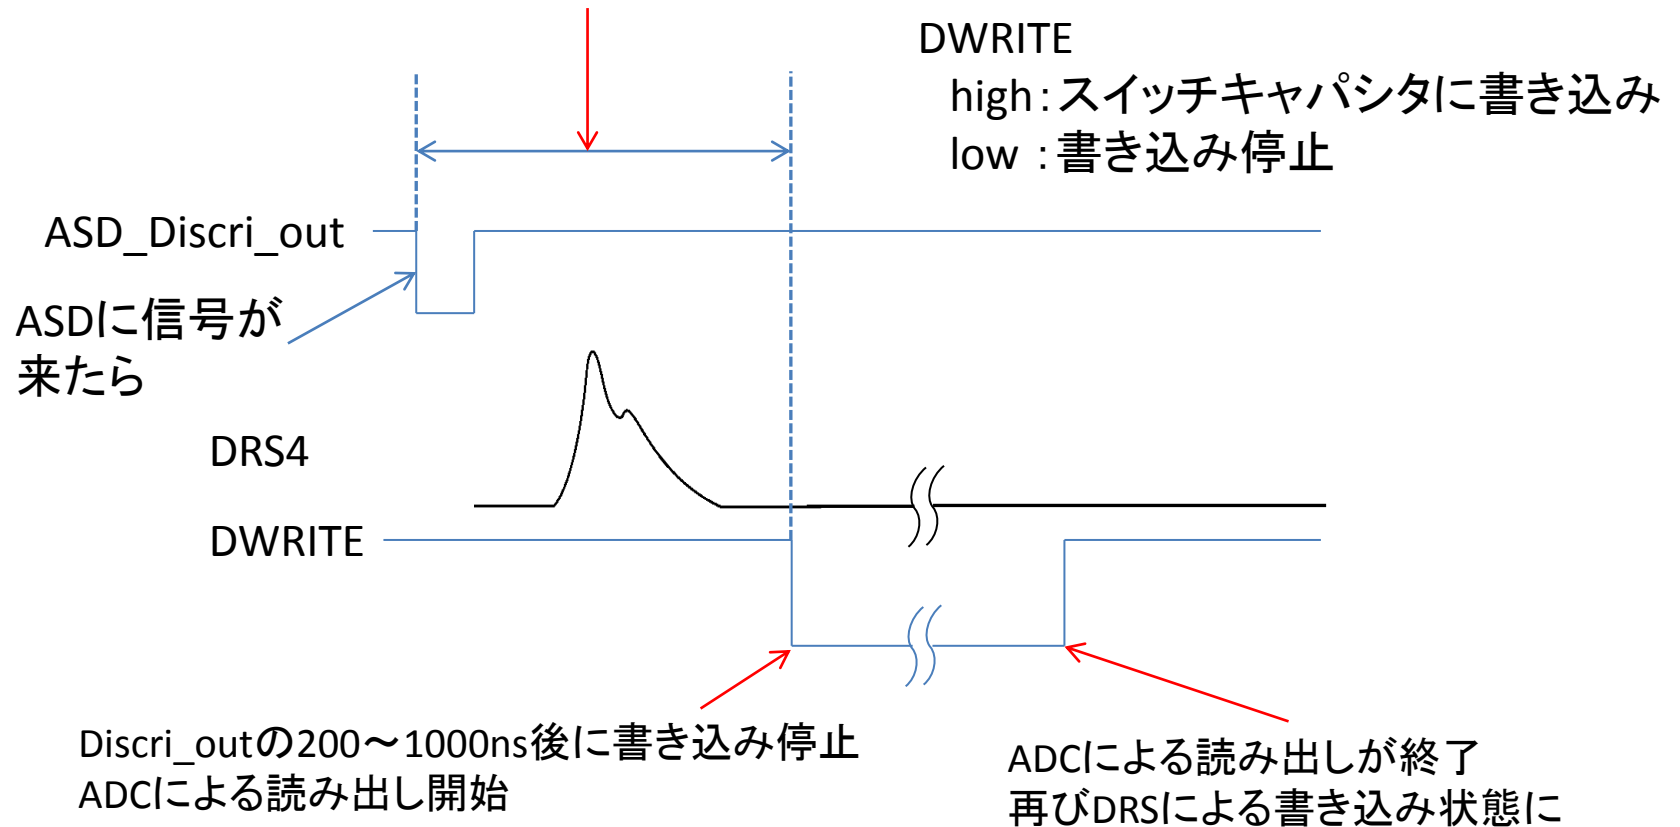 DWRITE
high：スイッチキャパシタに書き込み
low ：書き込み停止
ASD_Discri_out
ASDに信号が
来たら
DRS4
DWRITE
Discri_outの200～1000ns後に書き込み停止
ADCによる読み出し開始
ADCによる読み出しが終了
再びDRSによる書き込み状態に